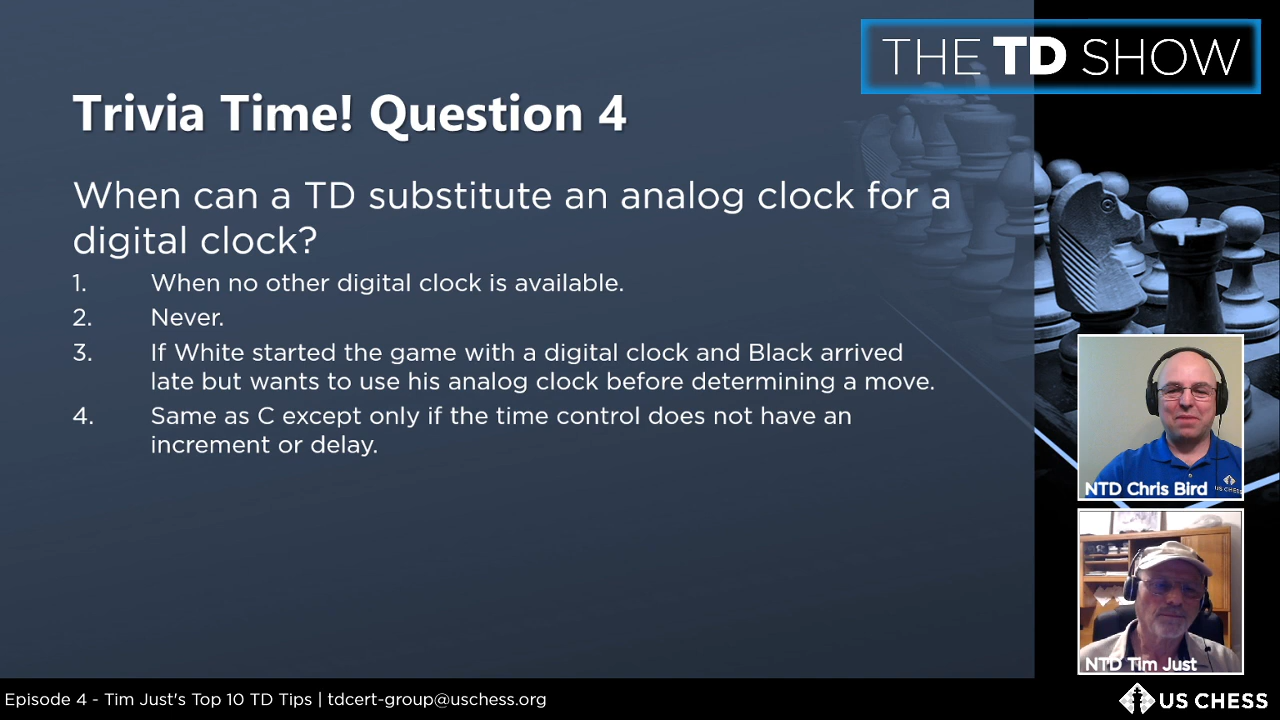 THE TD SHOW
Trivia Time! Question 4
When can a TD substitute an analog clock for a
digital clock?
1. When no other digital clock is available.
2. Never.
3. If White started the game with a digital clock and Black arrived
late but wants to use his analog clock before determining a move.
4. Same as C except only if the time control does not have an
increment or delay.
US CHESS
NTD Chris Bird
NTD Tim Just
Episode 4 - Tim Just's Top 10 TD Tips | tdcert-group@uschess.org
US CHESS